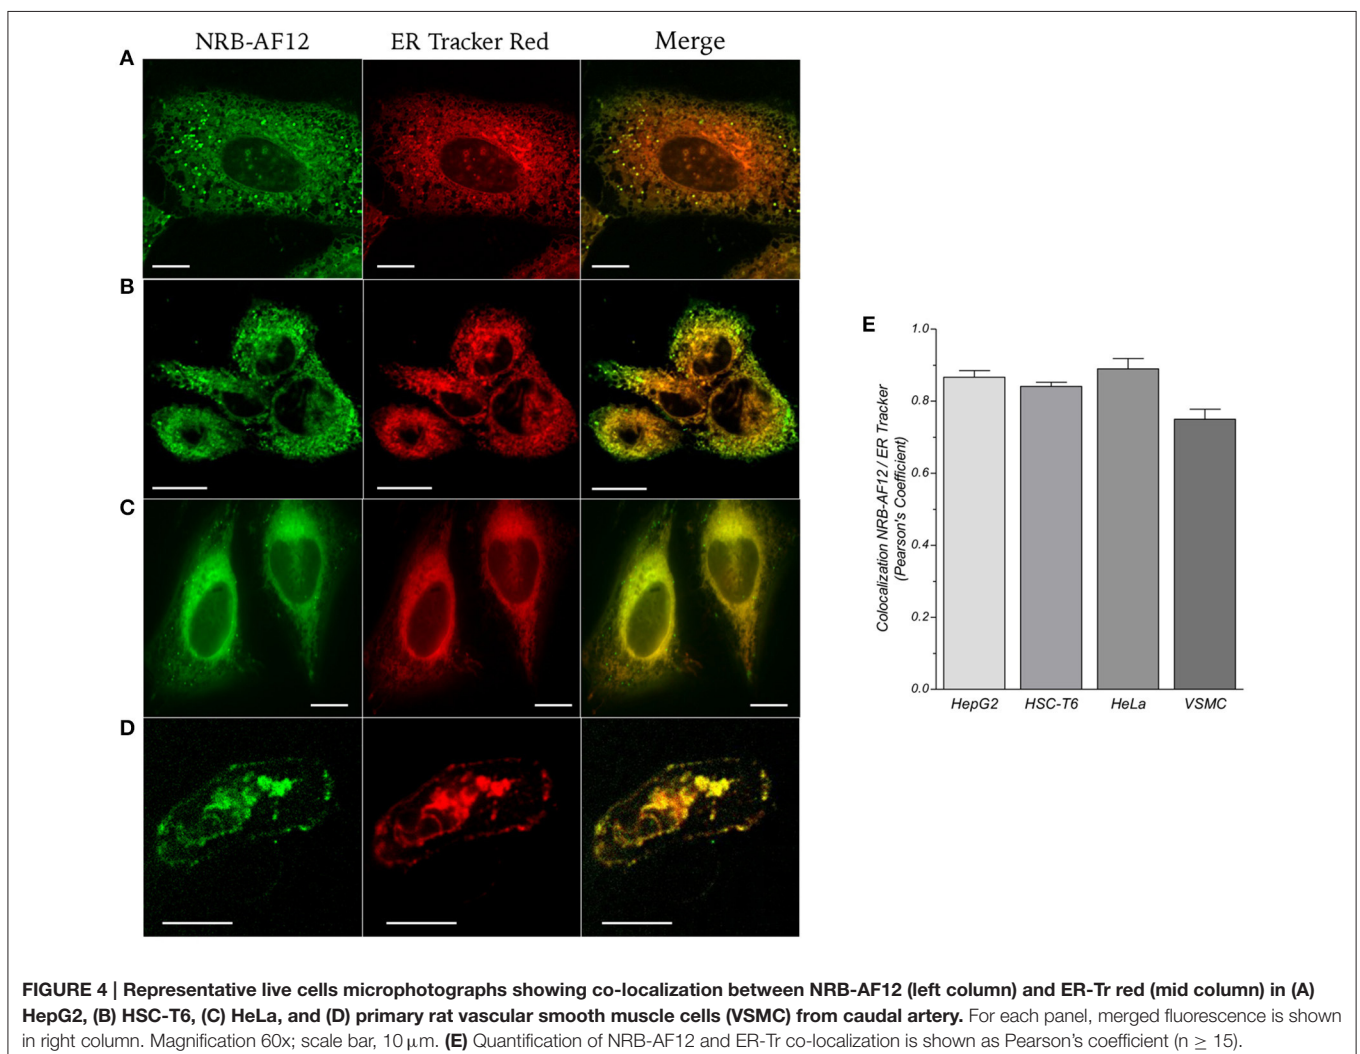 NRB-AF12
ER Tracker Red
Merge
A
B
C
D
E
Colocalization NRB-AF12 / ER Tracker
(Pearson's Coefficient)
1.0
0.8
0.6
0.4
0.2
0.0
HepG2
HSC-T6
HeLa
VSMC
FIGURE 4 | Representative live cells microphotographs showing co-localization between NRB-AF12 (left column) and ER-Tr red (mid column) in (A)
HepG2, (B) HSC-T6, (C) HeLa, and (D) primary rat vascular smooth muscle cells (VSMC) from caudal artery. For each panel, merged fluorescence is shown
in right column. Magnification 60x; scale bar, 10 μm. (E) Quantification of NRB-AF12 and ER-Tr co-localization is shown as Pearson's coefficient (n ≥ 15).